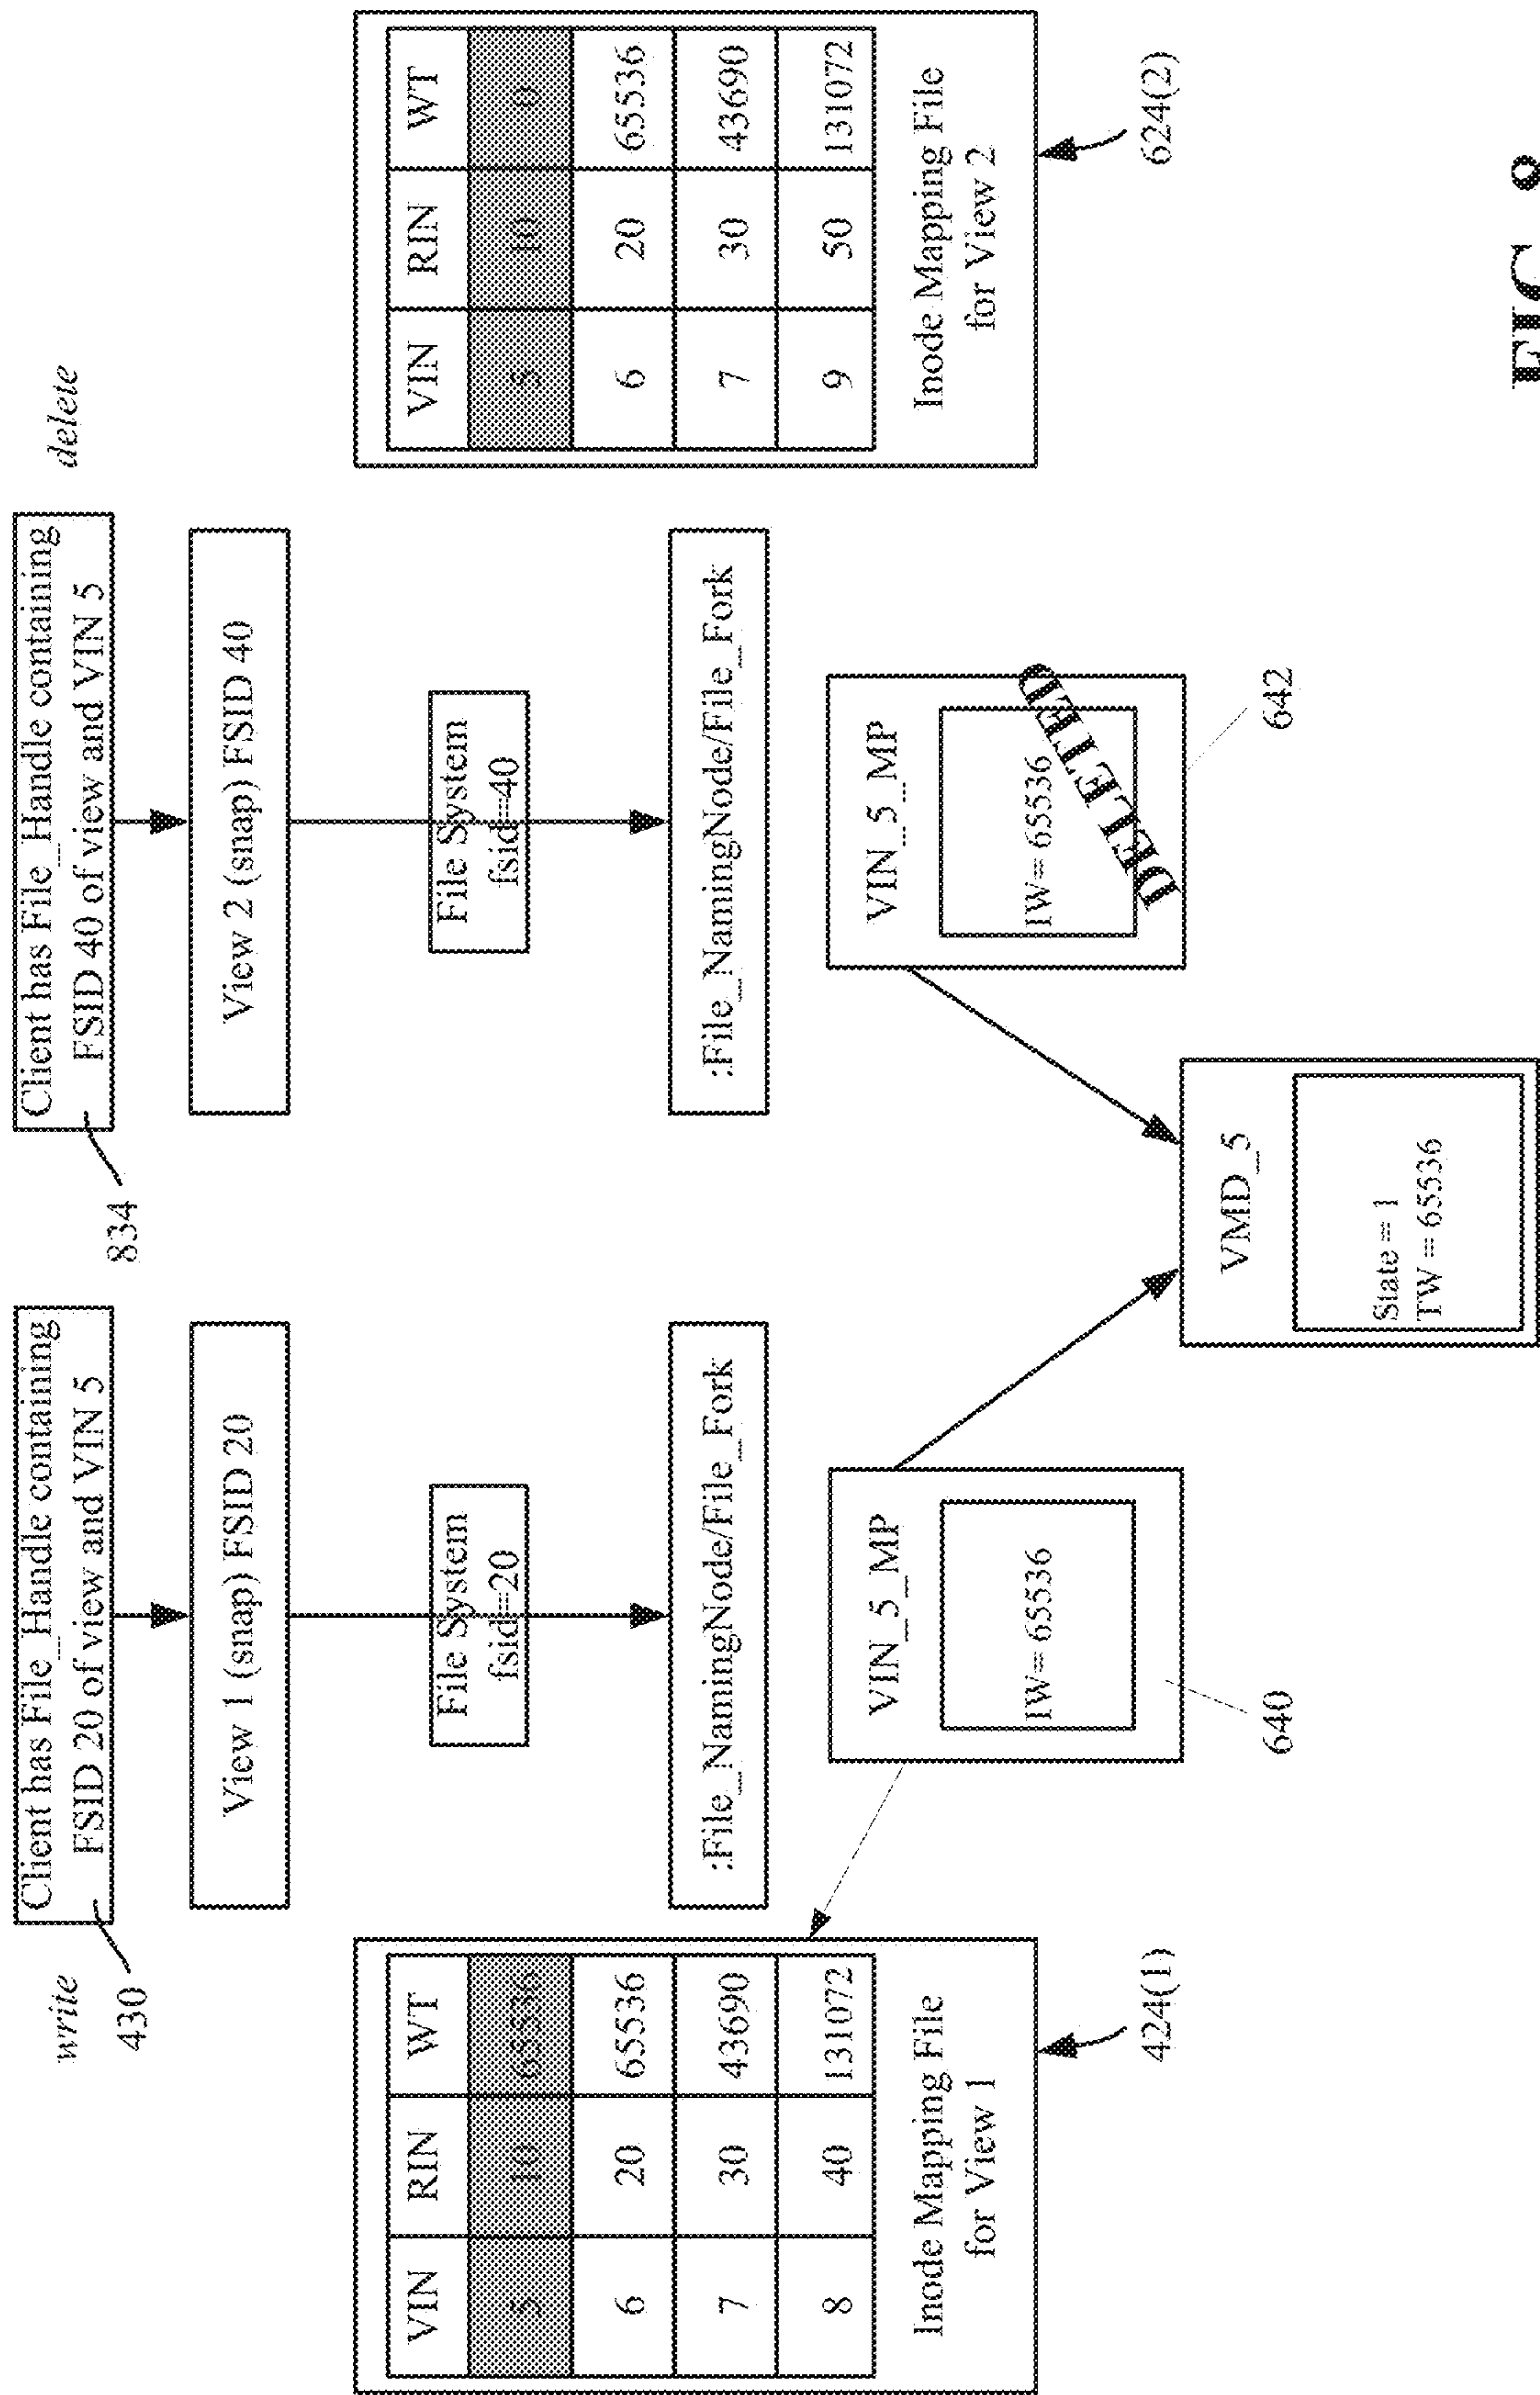 write
430
Client has File_Handle containing
FSID 20 of view and VIN 5
View 1 (snap) FSID 20
File System
fsid=20
:File_NamingNode/File_Fork
VIN RIN WT
5 10 65536
6 20 65536
7 30 43690
8 40 131072
Inode Mapping File
for View 1
424(1)
VIN_5_MP
IW= 65536
640
delete
834
Client has File_Handle containing
FSID 40 of view and VIN 5
View 2 (snap) FSID 40
File System
fsid=40
:File_NamingNode/File_Fork
VIN_5_MP
IW= 65536
DELETED
642
VIN RIN WT
5 10 0
6 20 65536
7 30 43690
9 50 131072
Inode Mapping File
for View 2
624(2)
VMD_5
State = 1
TW = 65536